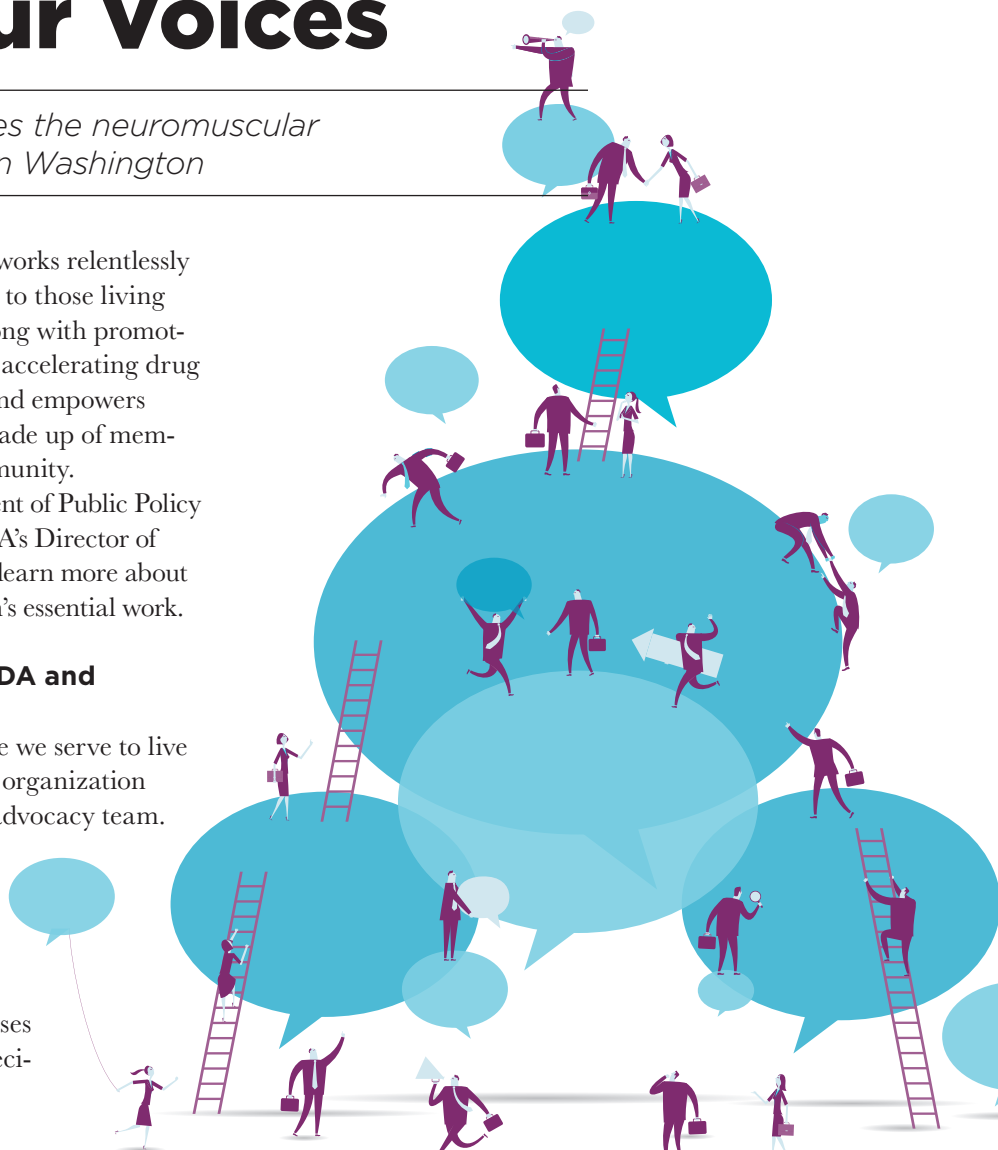 ur Voices
es the neuromuscular
n Washington
works relentlessly
to those living
ong with promot-
accelerating drug
nd empowers
ade up of mem-
munity.
ent of Public Policy
A’s Director of
learn more about
n’s essential work.
DA and
e we serve to live
organization
advocacy team.
ses
eci-